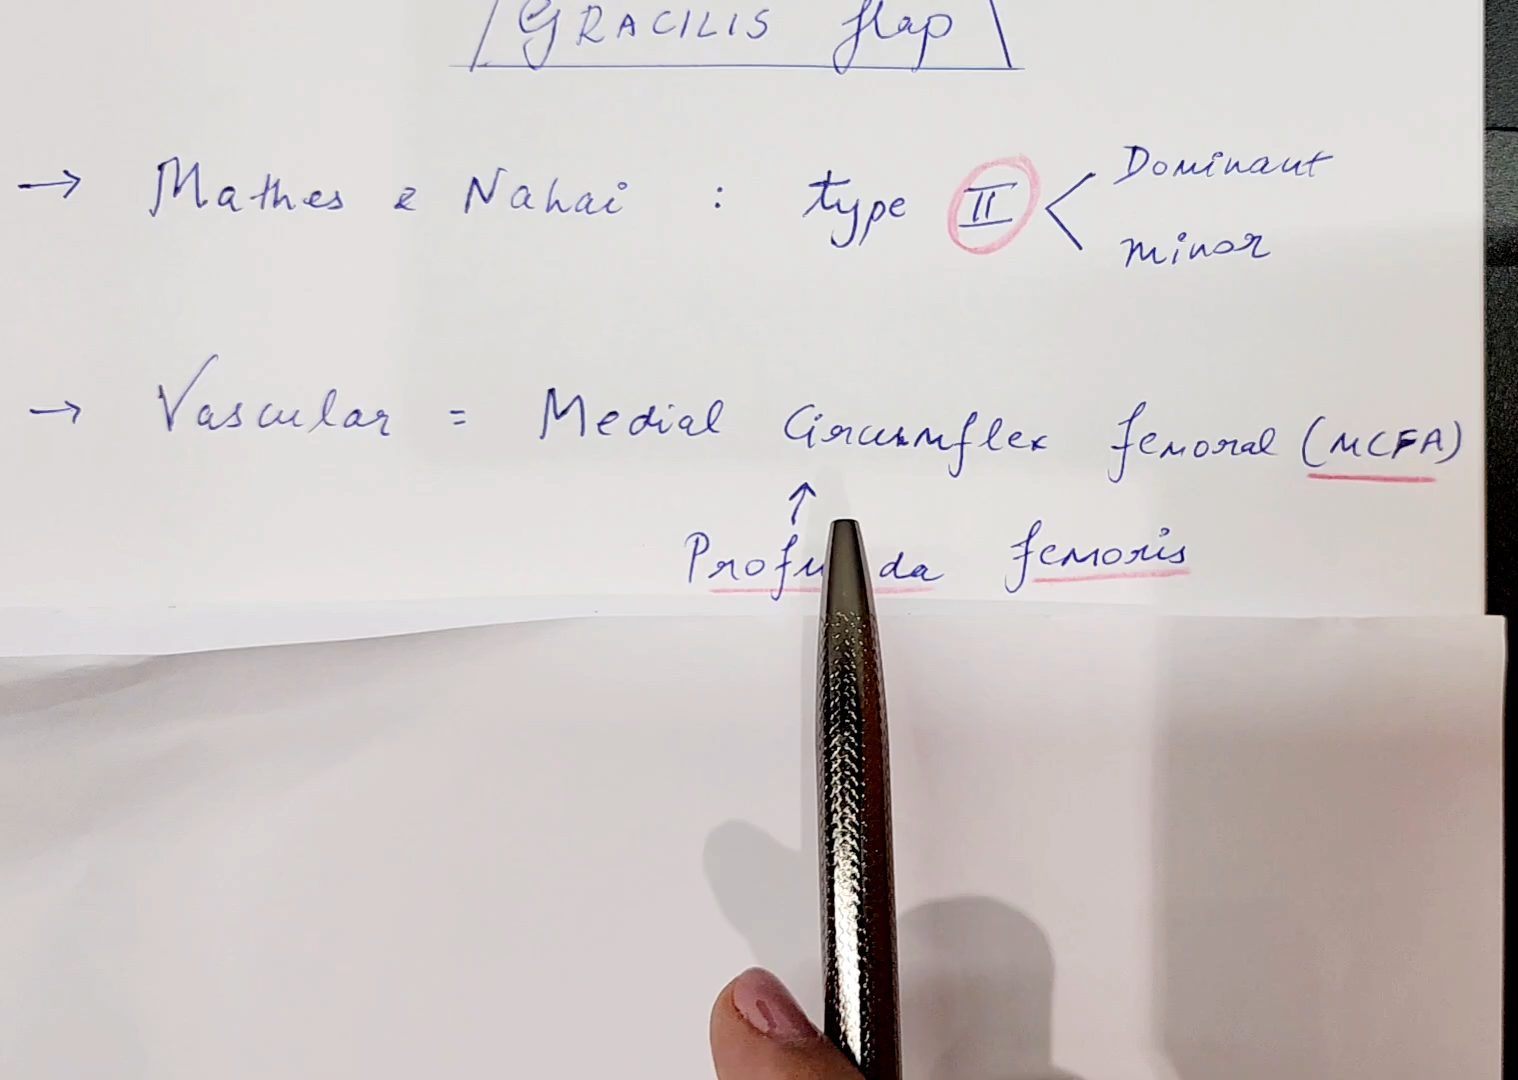 GRACILIS flap
→ Mathes & Nahai : type II < Dominant
minor
→ Vascular = Medial Circumflex femoral (MCFA)
↑
Profunda femoris